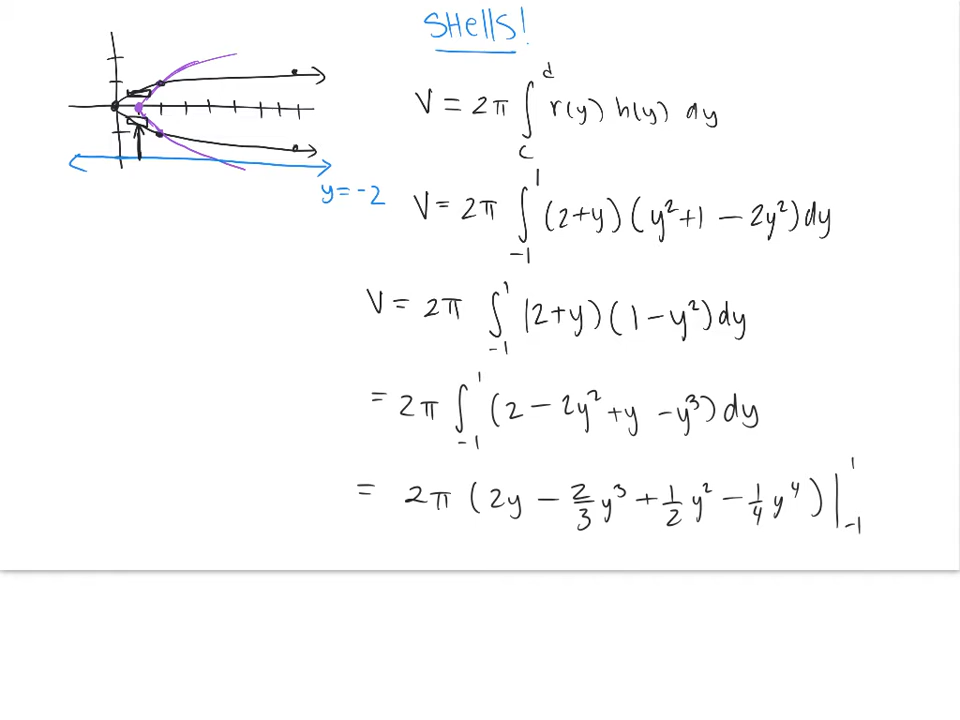 SHELLS!
V = 2π ∫_c^d r(y) h(y) dy
y = -2
V = 2π ∫_{-1}^1 (2+y)(y²+1 - 2y²)dy
V = 2π ∫_{-1}^1 (2+y)(1-y²)dy
= 2π ∫_{-1}^1 (2 - 2y² + y - y³)dy
= 2π (2y - 2/3 y³ + 1/2 y² - 1/4 y⁴)|_{-1}^1